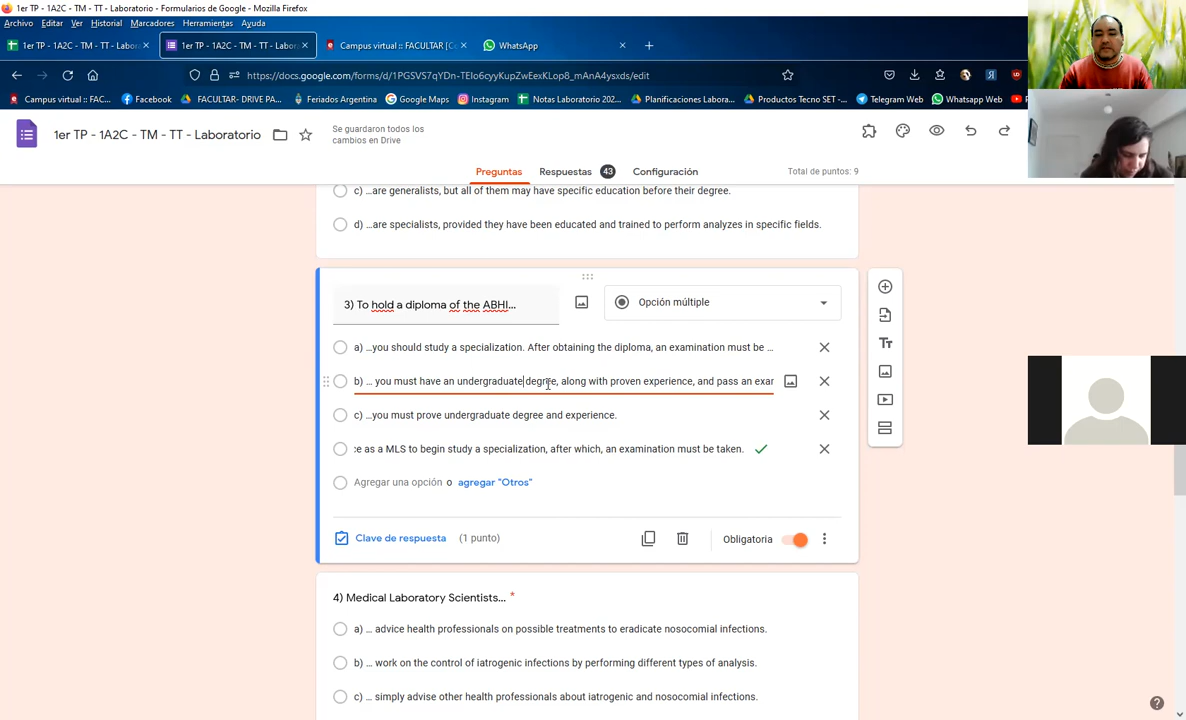 1er TP - 1A2C - TM - TT - Laboratorio - Formularios de Google - Mozilla Firefox
Archivo Editar Ver Historial Marcadores Herramientas Ayuda
1er TP - 1A2C - TM - TT - Labora
1er TP - 1A2C - TM - TT - Labora
Campus virtual :: FACULTAR [C
WhatsApp
https://docs.google.com/forms/d/1PGSVS7qYDn-TEIo6cyyKupZwEexKLop8_mAnA4ysxds/edit
Campus virtual :: FAC...
Facebook
FACULTAR- DRIVE PA...
Feriados Argentina
Google Maps
Instagram
Notas Laboratorio 202...
Planificaciones Labora...
Productos Tecno SET -...
Telegram Web
Whatsapp Web
1er TP - 1A2C - TM - TT - Laboratorio
Se guardaron todos los
cambios en Drive
Preguntas
Respuestas 43
Configuración
Total de puntos: 9
c) ...are generalists, but all of them may have specific education before their degree.
d) ...are specialists, provided they have been educated and trained to perform analyzes in specific fields.
3) To hold a diploma of the ABHI...
Opción múltiple
a) ...you should study a specialization. After obtaining the diploma, an examination must be ...
b) ... you must have an undergraduate degree, along with proven experience, and pass an exar
c) ...you must prove undergraduate degree and experience.
ce as a MLS to begin study a specialization, after which, an examination must be taken.
Agregar una opción o agregar "Otros"
Clave de respuesta (1 punto)
Obligatoria
4) Medical Laboratory Scientists... *
a) ... advice health professionals on possible treatments to eradicate nosocomial infections.
b) ... work on the control of iatrogenic infections by performing different types of analysis.
c) ... simply advise other health professionals about iatrogenic and nosocomial infections.